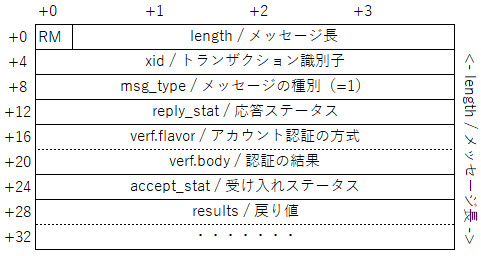 +0 +1 +2 +3
+0 RM length / メッセージ長
+4 xid / トランザクション識別子
+8 msg_type / メッセージの種別（=1）
+12 reply_stat / 応答ステータス
+16 verf.flavor / アカウント認証の方式
+20 verf.body / 認証の結果
+24 accept_stat / 受け入れステータス
+28 results / 戻り値
+32 ・・・・・・・
<- length / メッセージ長 ->